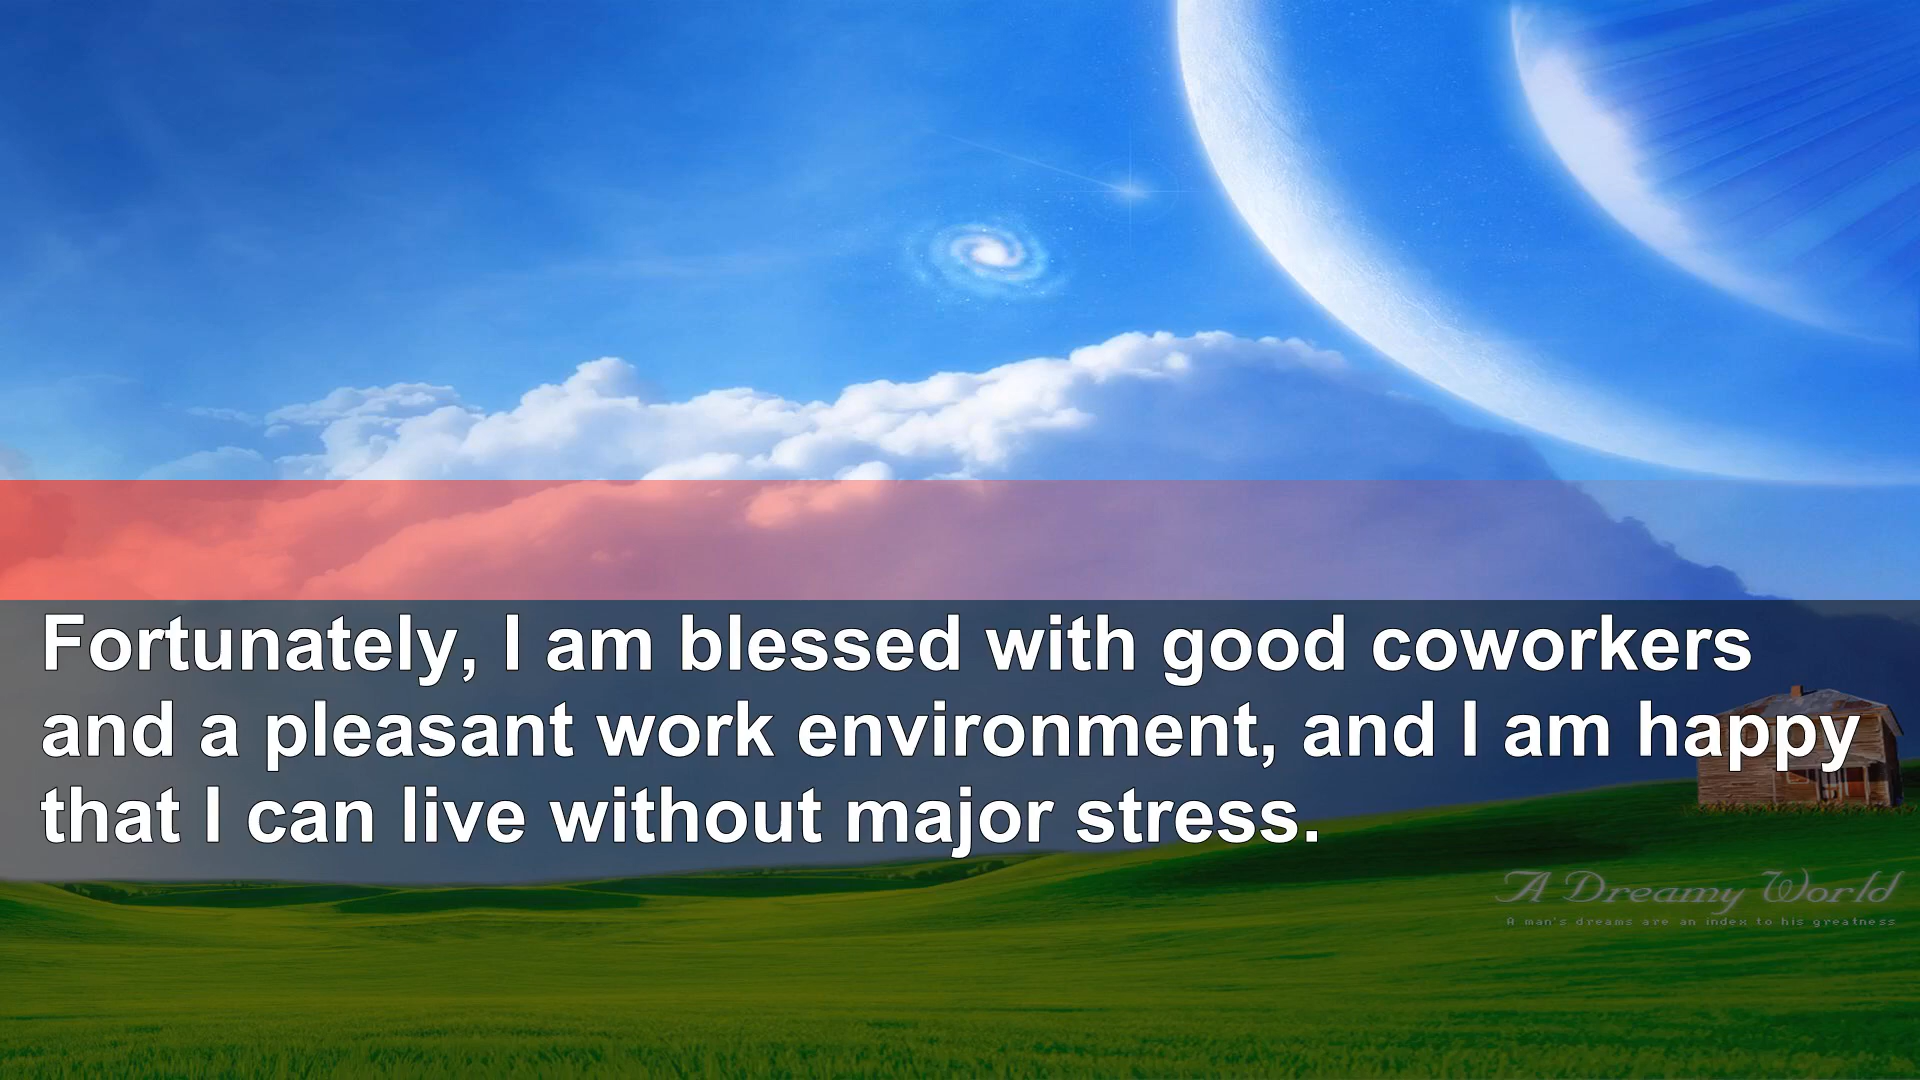 Fortunately, I am blessed with good coworkers
and a pleasant work environment, and I am happy
that I can live without major stress.
A Dreamy World
A man's dreams are an index to his greatness